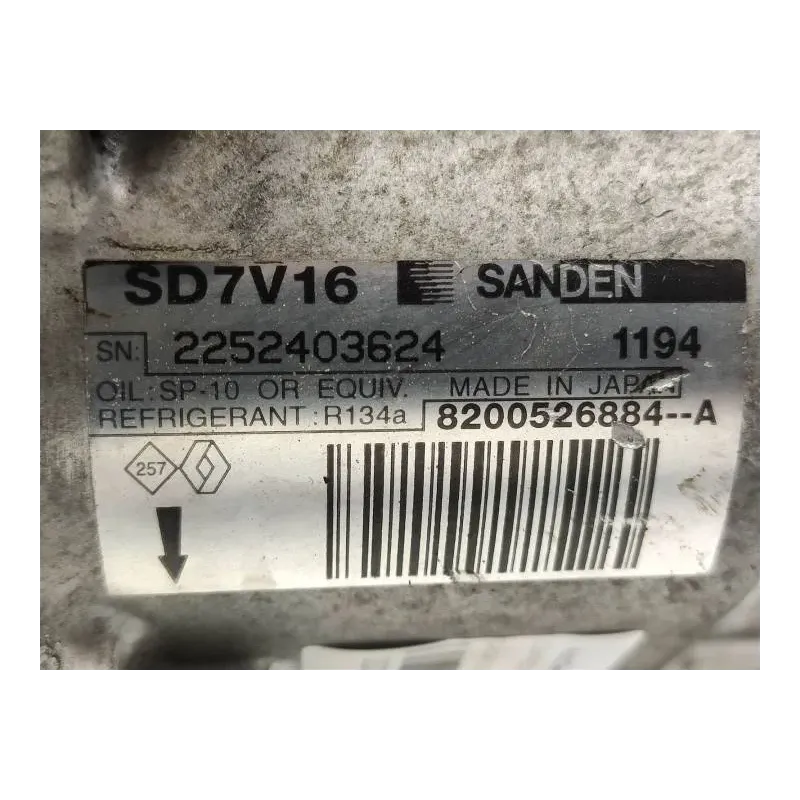 SD7V16 SANDEN
SN: 2252403624 1194
OIL: SP-10 OR EQUIV. MADE IN JAPAN
REFRIGERANT: R134a 8200526884--A
257